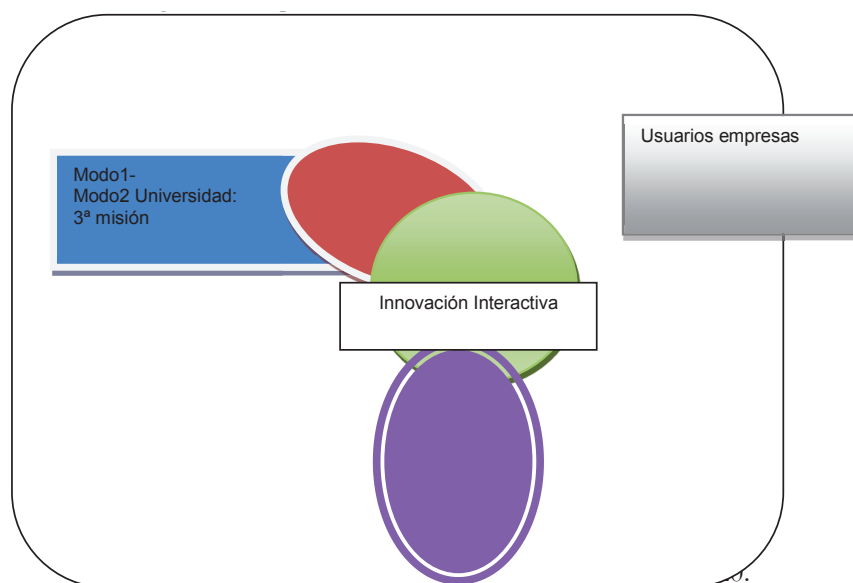 Usuarios empresas
Modo1-
Modo2 Universidad:
3ª misión
Innovación Interactiva